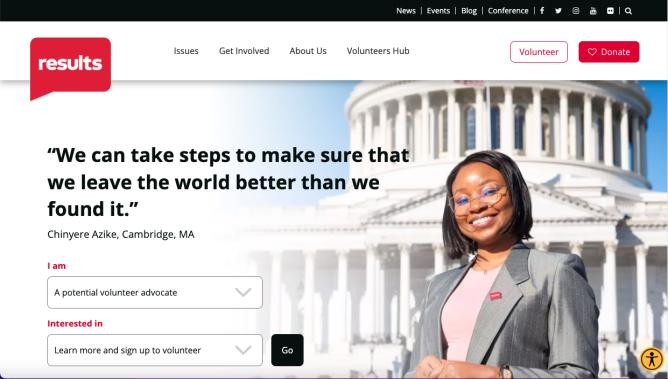 News | Events | Blog | Conference |
results
Issues Get Involved About Us Volunteers Hub
Volunteer
Donate
“We can take steps to make sure that
we leave the world better than we
found it.”
Chinyere Azike, Cambridge, MA
I am
A potential volunteer advocate
Interested in
Learn more and sign up to volunteer
Go